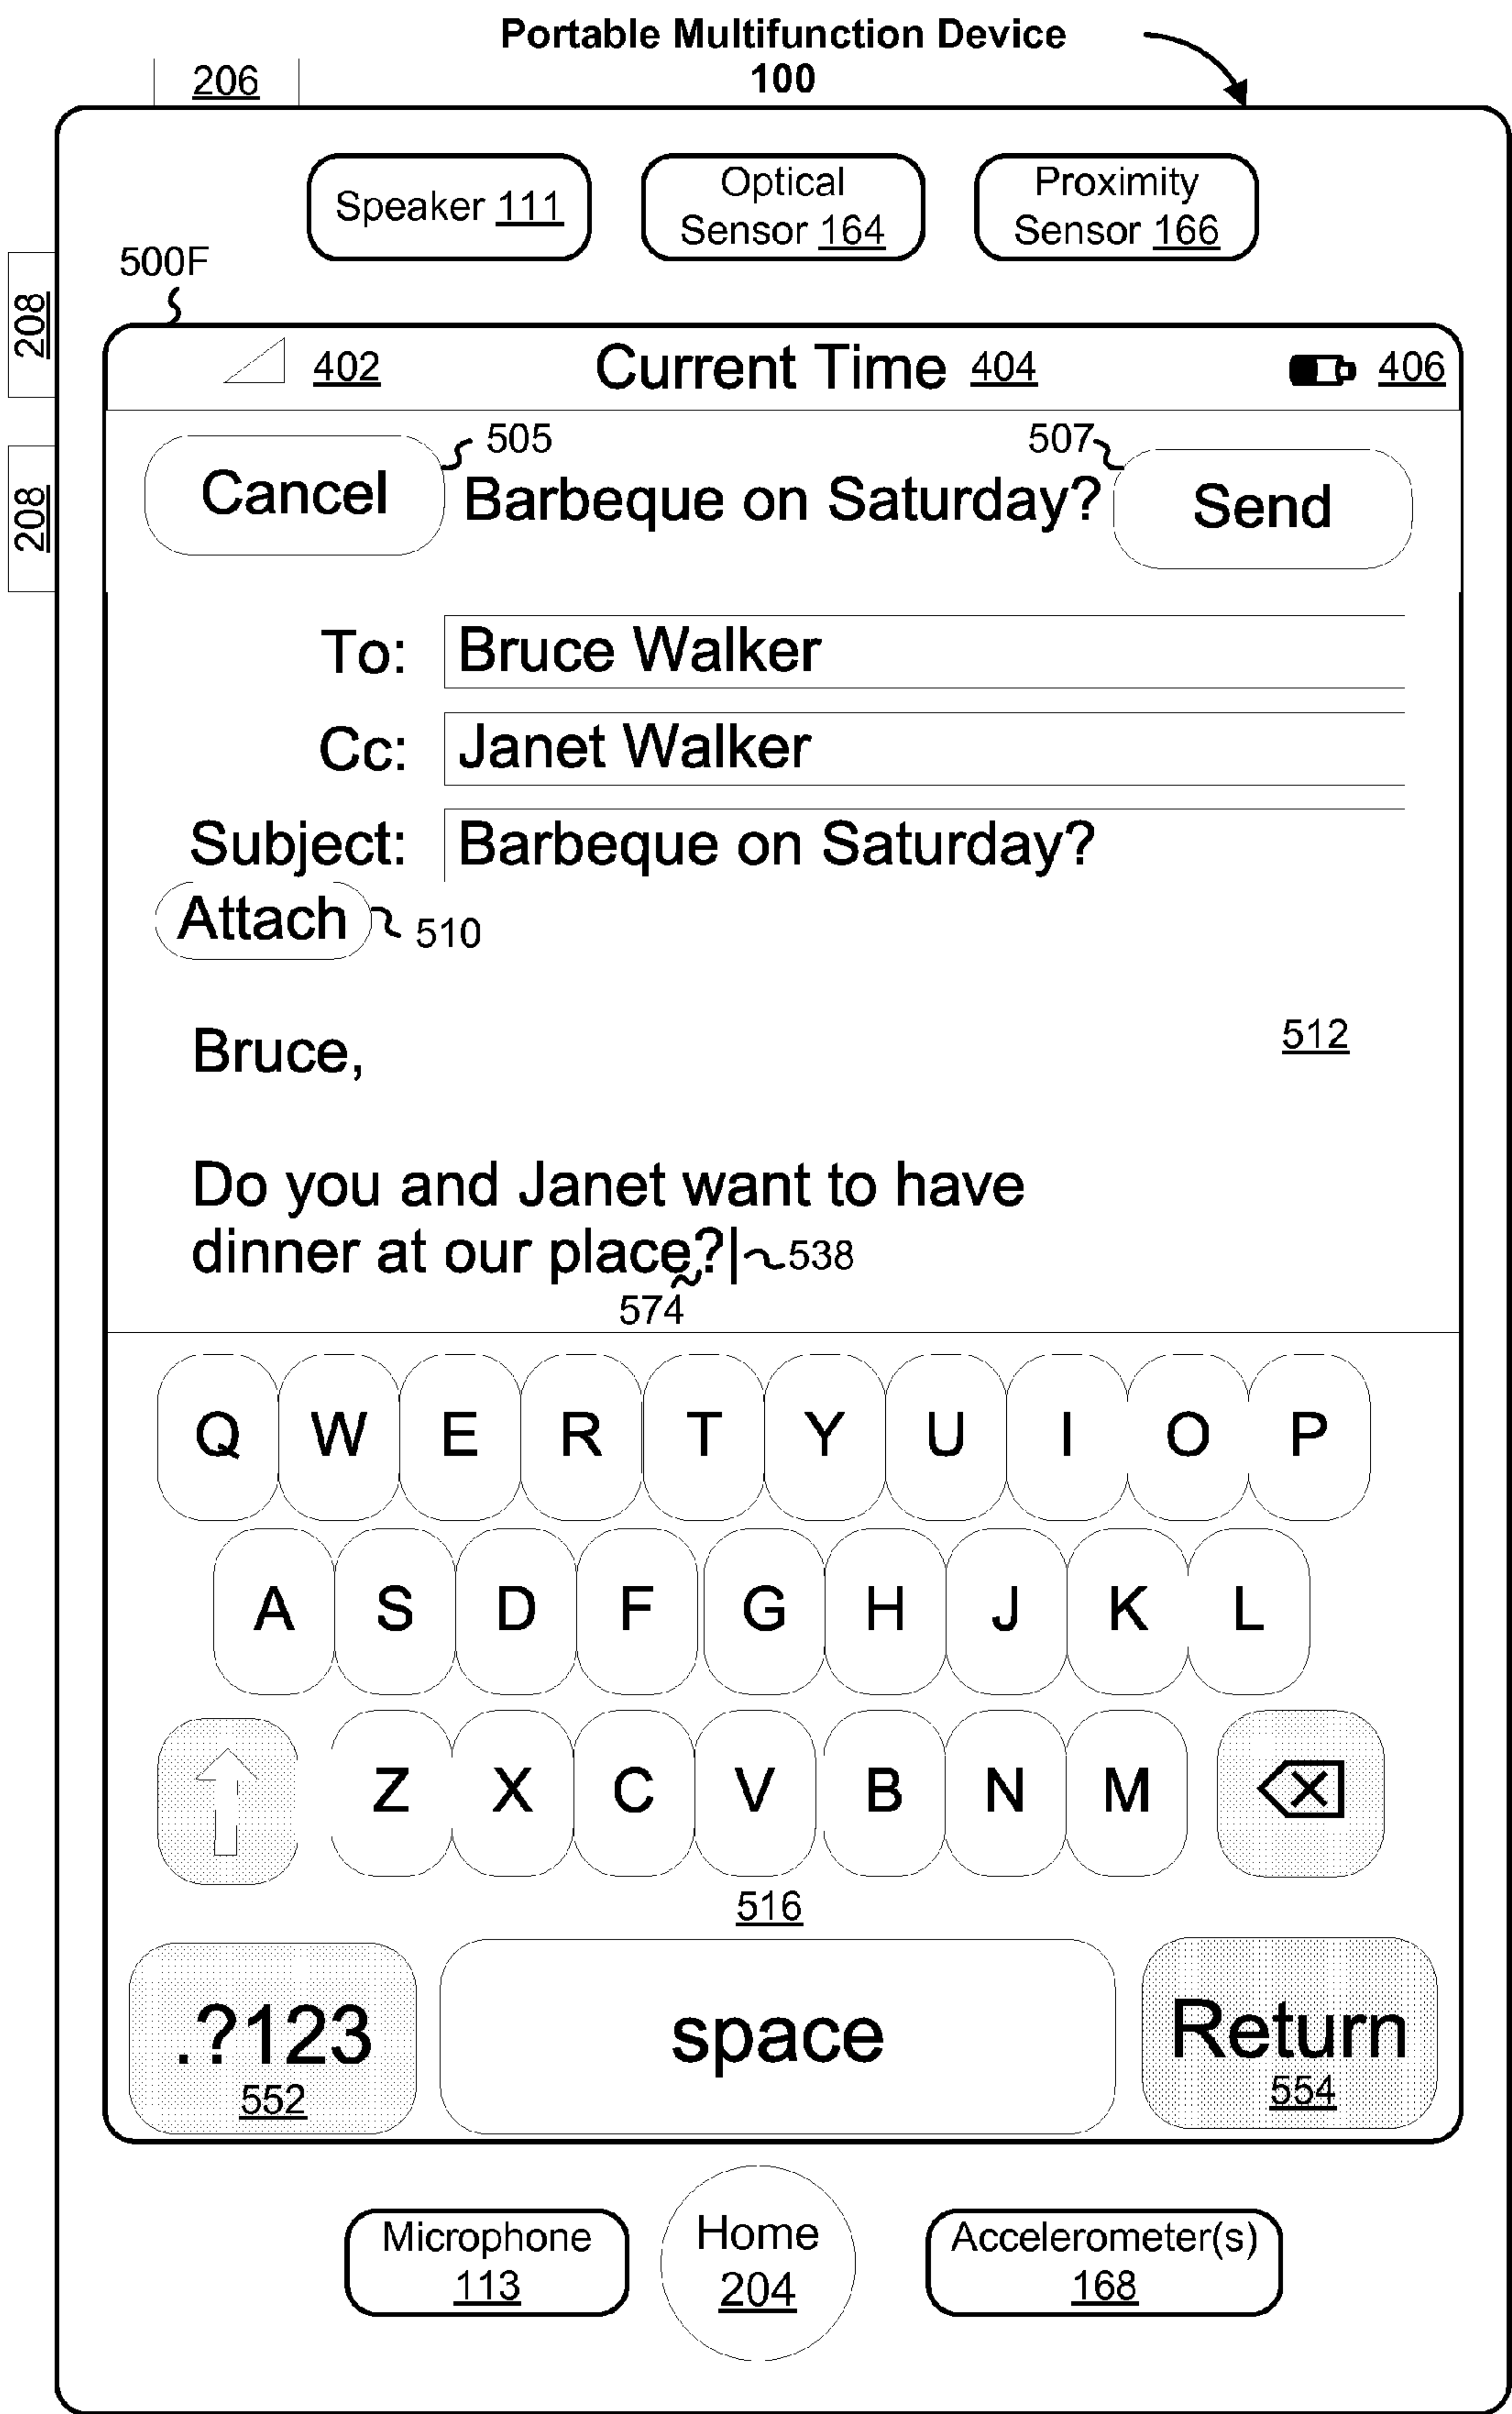 Portable Multifunction Device
100
206
Speaker 111
Optical
Sensor 164
Proximity
Sensor 166
500F
208
208
402
Current Time 404
406
505
507
Cancel
Barbeque on Saturday?
Send
To:
Bruce Walker
Cc:
Janet Walker
Subject:
Barbeque on Saturday?
Attach
510
Bruce,
512
Do you and Janet want to have
dinner at our place?
538
574
Q W E R T Y U I O P
A S D F G H J K L
Z X C V B N M
516
.?123
552
space
Return
554
Microphone
113
Home
204
Accelerometer(s)
168